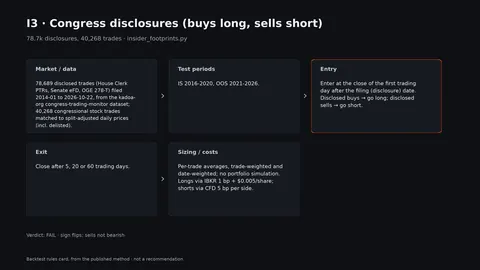 I3 · Congress disclosures (buys long, sells short)
78.7k disclosures, 40,268 trades · insider_footprints.py
Market / data
78,689 disclosed trades (House Clerk
PTRs, Senate eFD, OGE 278-T) filed
2014-01 to 2026-10-22, from the kadoa-
org congress-trading-monitor dataset;
40,268 congressional stock trades
matched to split-adjusted daily prices
(incl. delisted).
›
Test periods
IS 2016-2020, OOS 2021-2026.
›
Entry
Enter at the close of the first trading
day after the filing (disclosure) date.
Disclosed buys → go long; disclosed
sells → go short.
Exit
Close after 5, 20 or 60 trading days.
›
Sizing / costs
Per-trade averages, trade-weighted and
date-weighted; no portfolio simulation.
Longs via IBKR 1 bp + $0.005/share;
shorts via CFD 5 bp per side.
Verdict: FAIL · sign flips; sells not bearish
Backtest rules card, from the published method · not a recommendation.